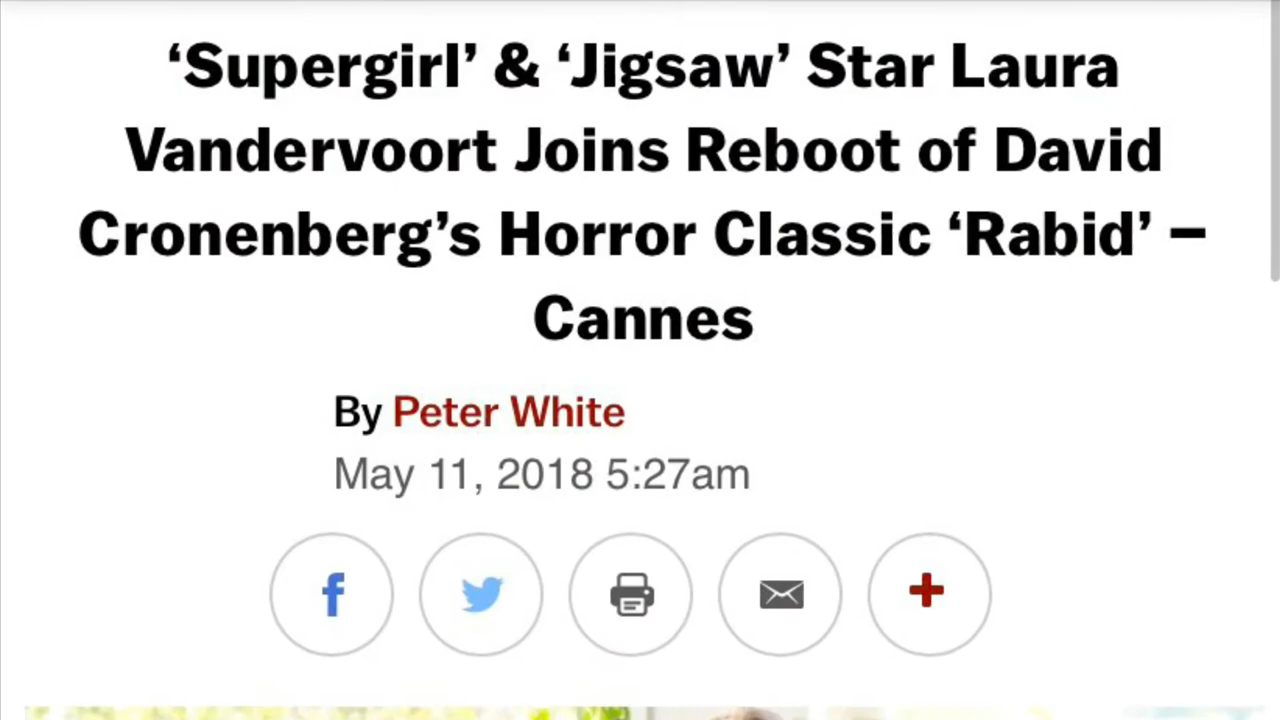 ‘Supergirl’ & ‘Jigsaw’ Star Laura
Vandervoort Joins Reboot of David
Cronenberg’s Horror Classic ‘Rabid’ –
Cannes
By Peter White
May 11, 2018 5:27am